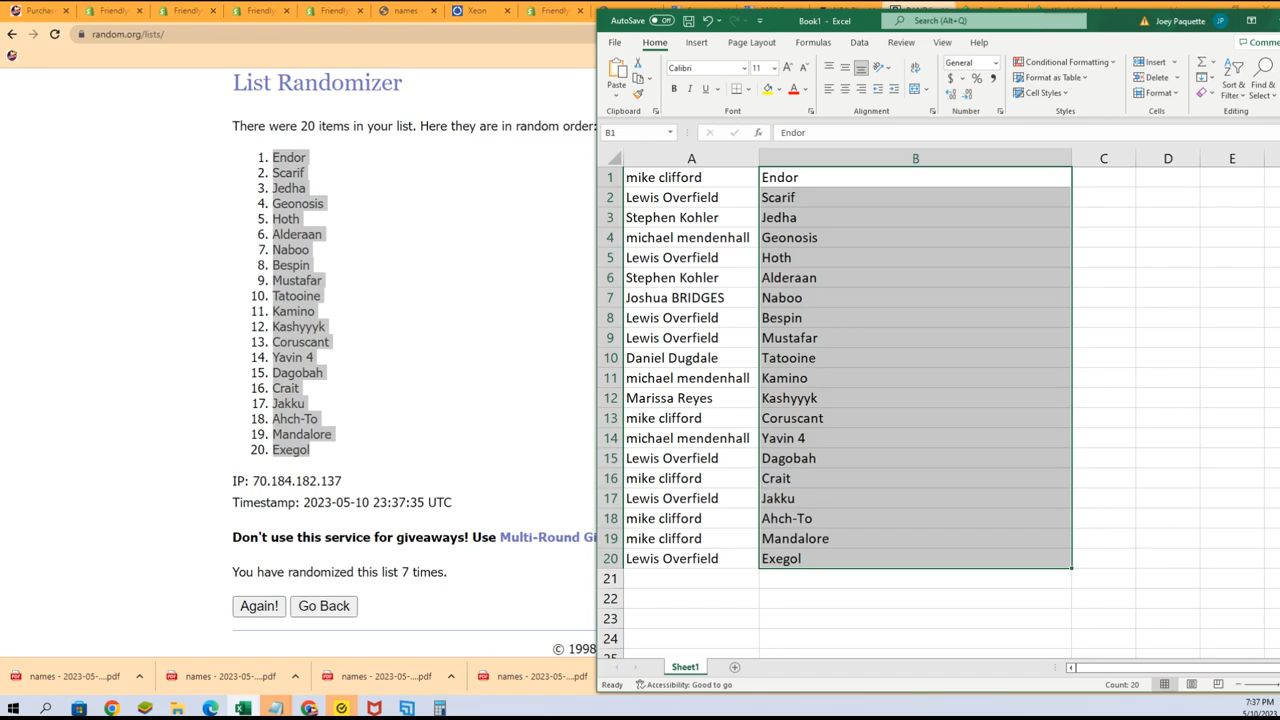 Purcha
Friendly
Friendly
Friendly
Friendly
names -
Xeon
Friendly
random.org/lists/
List Randomizer
There were 20 items in your list. Here they are in random order:
1. Endor
2. Scarif
3. Jedha
4. Geonosis
5. Hoth
6. Alderaan
7. Naboo
8. Bespin
9. Mustafar
10. Tatooine
11. Kamino
12. Kashyyyk
13. Coruscant
14. Yavin 4
15. Dagobah
16. Crait
17. Jakku
18. Ahch-To
19. Mandalore
20. Exegol
IP: 70.184.182.137
Timestamp: 2023-05-10 23:37:35 UTC
Don't use this service for giveaways! Use Multi-Round Gi
You have randomized this list 7 times.
Again! Go Back
© 1998
names - 2023-05-....pdf
names - 2023-05-....pdf
names - 2023-05-....pdf
names - 2023-05-....pdf
AutoSave Off Book1 - Excel Search (Alt+Q) Joey Paquette JP
File Home Insert Page Layout Formulas Data Review View Help Comme
Paste Calibri 11 General Conditional Formatting Insert
Format as Table Delete Sort & Find &
Cell Styles Format Filter Select
Clipboard Font Alignment Number Styles Cells Editing
B1 fx Endor
A B C D E
1 mike clifford Endor
2 Lewis Overfield Scarif
3 Stephen Kohler Jedha
4 michael mendenhall Geonosis
5 Lewis Overfield Hoth
6 Stephen Kohler Alderaan
7 Joshua BRIDGES Naboo
8 Lewis Overfield Bespin
9 Lewis Overfield Mustafar
10 Daniel Dugdale Tatooine
11 michael mendenhall Kamino
12 Marissa Reyes Kashyyyk
13 mike clifford Coruscant
14 michael mendenhall Yavin 4
15 Lewis Overfield Dagobah
16 mike clifford Crait
17 Lewis Overfield Jakku
18 mike clifford Ahch-To
19 mike clifford Mandalore
20 Lewis Overfield Exegol
21
22
23
24
25
Sheet1
Ready Accessibility: Good to go Count: 20
7:37 PM
5/10/2023